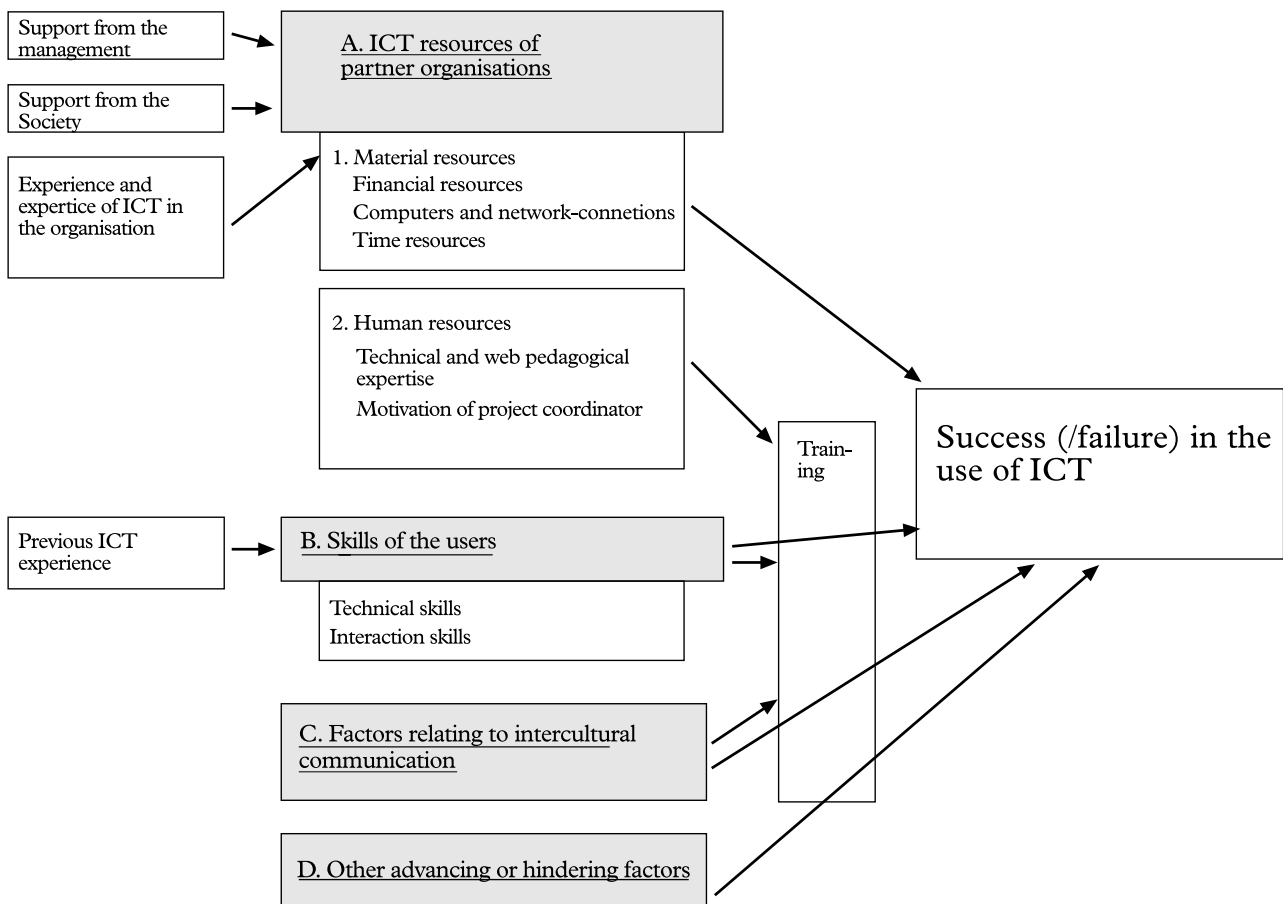 Support from the
management
Support from the
Society
Experience and
expertice of ICT in
the organisation
A. ICT resources of
partner organisations
1. Material resources
Financial resources
Computers and network-connetions
Time resources
2. Human resources
Technical and web pedagogical
expertise
Motivation of project coordinator
Train-
ing
Success (/failure) in the
use of ICT
Previous ICT
experience
B. Skills of the users
Technical skills
Interaction skills
C. Factors relating to intercultural
communication
D. Other advancing or hindering factors